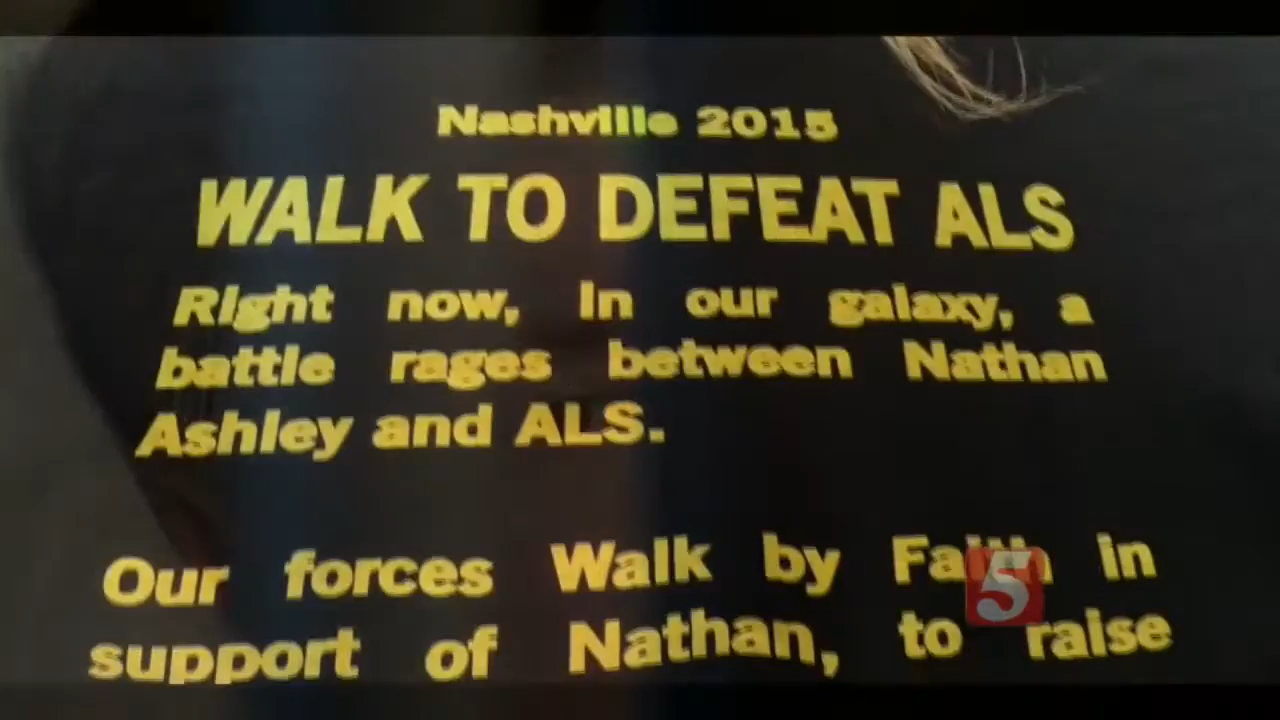 Nashville 2015
WALK TO DEFEAT ALS
Right now, in our galaxy, a
battle rages between Nathan
Ashley and ALS.
Our forces Walk by Faith in
support of Nathan, to raise
5